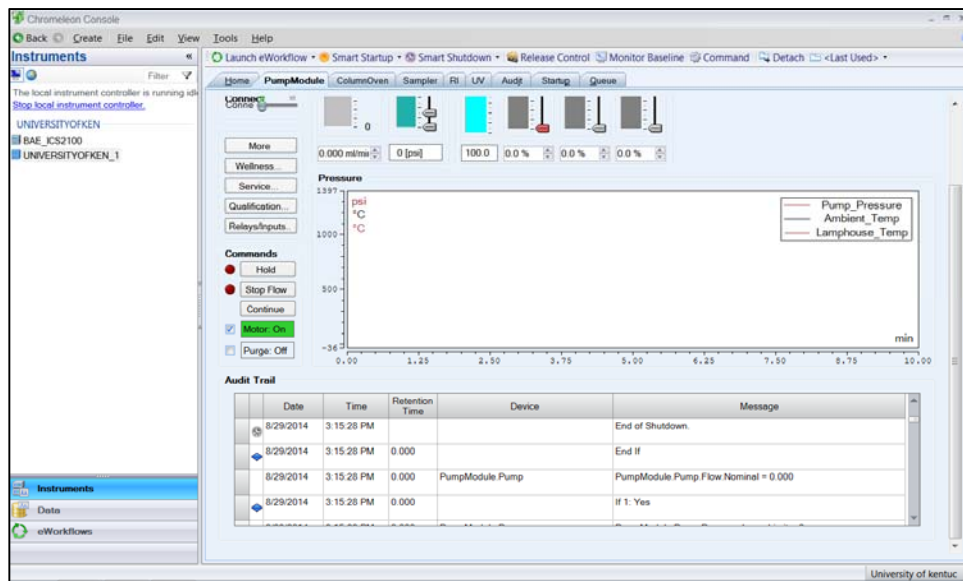 Chromeleon Console
Back Create File Edit View Tools Help
Instruments
Launch eWorkflow Smart Startup Smart Shutdown Release Control Monitor Baseline Command Detach <Last Used>
Filter
The local instrument controller is running idle
Stop local instrument controller.
UNIVERSITYOFKEN
BAE_ICS2100
UNIVERSITYOFKEN_1
Home PumpModule ColumnOven Sampler RI UV Audit Startup Queue
Connect
0
0.000 ml/min 0 [psi] 100.0 0.0 % 0.0 % 0.0 %
More
Wellness...
Service...
Qualification...
Relays/Inputs..
Commands
Hold
Stop Flow
Continue
Motor: On
Purge: Off
Pressure
1397
1000
500
-36
psi
°C
°C
Pump_Pressure
Ambient_Temp
Lamphouse_Temp
min
0.00 1.25 2.50 3.75 5.00 6.25 7.50 8.75 10.00
Audit Trail
Date Time Retention Time Device Message
8/29/2014 3:15:28 PM End of Shutdown.
8/29/2014 3:15:28 PM 0.000 End If
8/29/2014 3:15:28 PM 0.000 PumpModule.Pump PumpModule.Pump.Flow.Nominal = 0.000
8/29/2014 3:15:28 PM 0.000 If 1: Yes
Instruments
Data
eWorkflows
University of kentuc